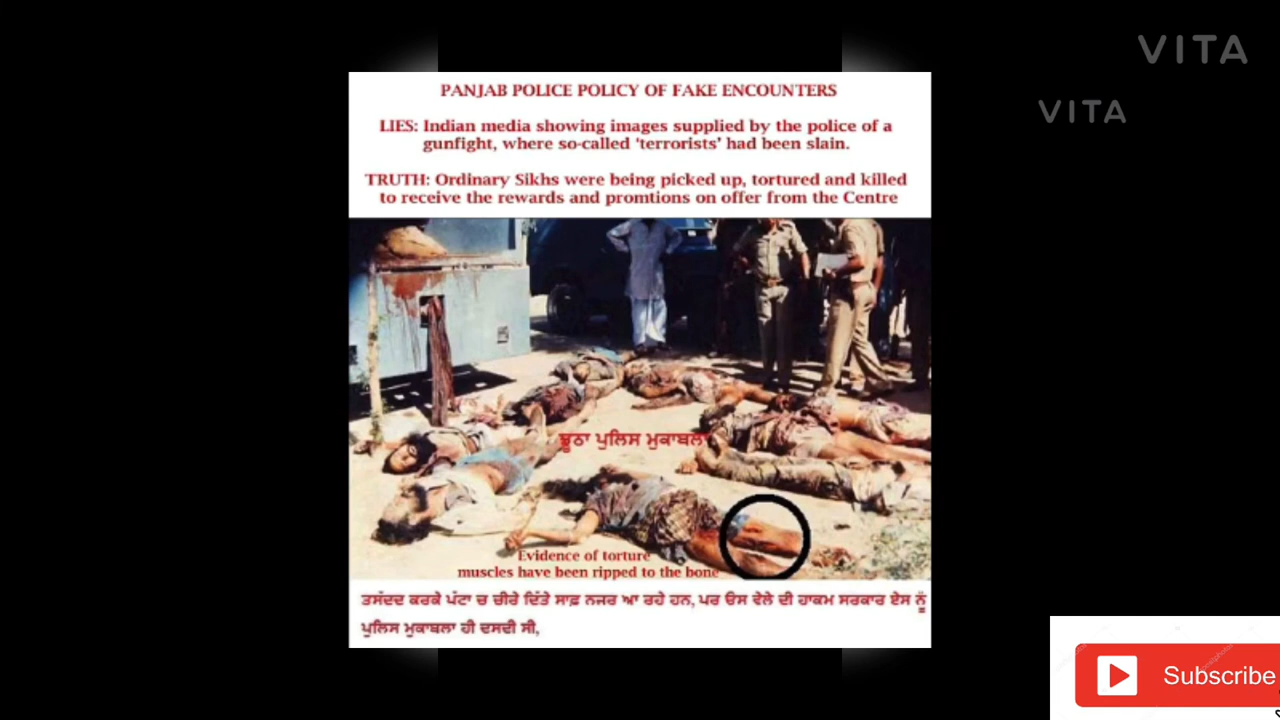 VITA
VITA
PANJAB POLICE POLICY OF FAKE ENCOUNTERS
LIES: Indian media showing images supplied by the police of a
gunfight, where so-called 'terrorists' had been slain.
TRUTH: Ordinary Sikhs were being picked up, tortured and killed
to receive the rewards and promtions on offer from the Centre
ਝੂਠਾ ਪੁਲਿਸ ਮੁਕਾਬਲਾ
Evidence of torture
muscles have been ripped to the bone
ਤਸੱਦਦ ਕਰਕੇ ਪੱਟਾ ਚ ਚੀਰੇ ਦਿੱਤੇ ਸਾਫ਼ ਨਜਰ ਆ ਰਹੇ ਹਨ, ਪਰ ਓਸ ਵੇਲੇ ਦੀ ਹਾਕਮ ਸਰਕਾਰ ਏਸ ਨੂੰ
ਪੁਲਿਸ ਮੁਕਾਬਲਾ ਹੀ ਦਸਦੀ ਸੀ,
Subscribe